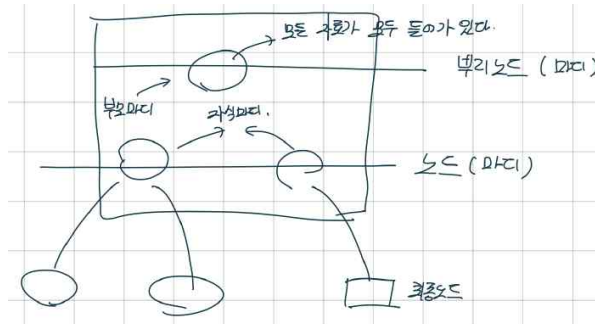 모든 자료가 모두 들어가 있다.
뿌리노드 (마디)
부모마디
자식마디.
노드 (마디)
최종노드